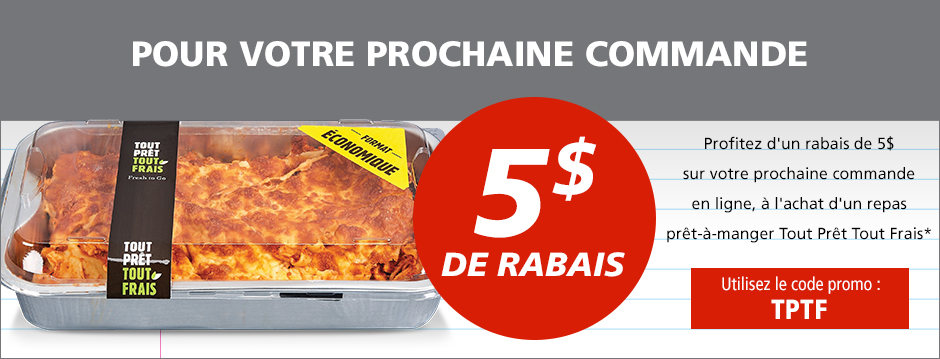 POUR VOTRE PROCHAINE COMMANDE
TOUT
PRÊT
TOUT
FRAIS
Fresh to Go
FORMAT
ÉCONOMIQUE
TOUT
PRÊT
TOUT
FRAIS
5$
DE RABAIS
Profitez d'un rabais de 5$
sur votre prochaine commande
en ligne, à l'achat d'un repas
prêt-à-manger Tout Prêt Tout Frais*
Utilisez le code promo :
TPTF